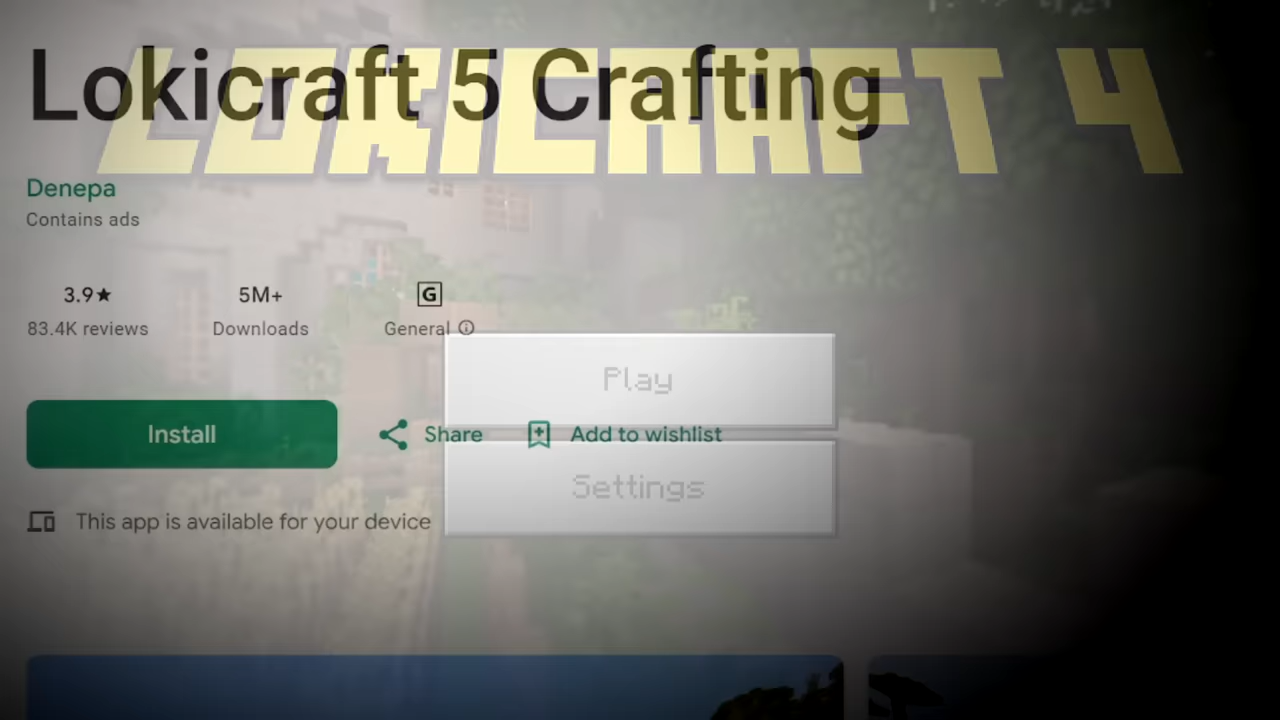 Lokicraft 5 Crafting
LOKICRAFT 4
Denepa
Contains ads
3.9★ 5M+ G
83.4K reviews Downloads General
Play
Install Share Add to wishlist
Settings
This app is available for your device